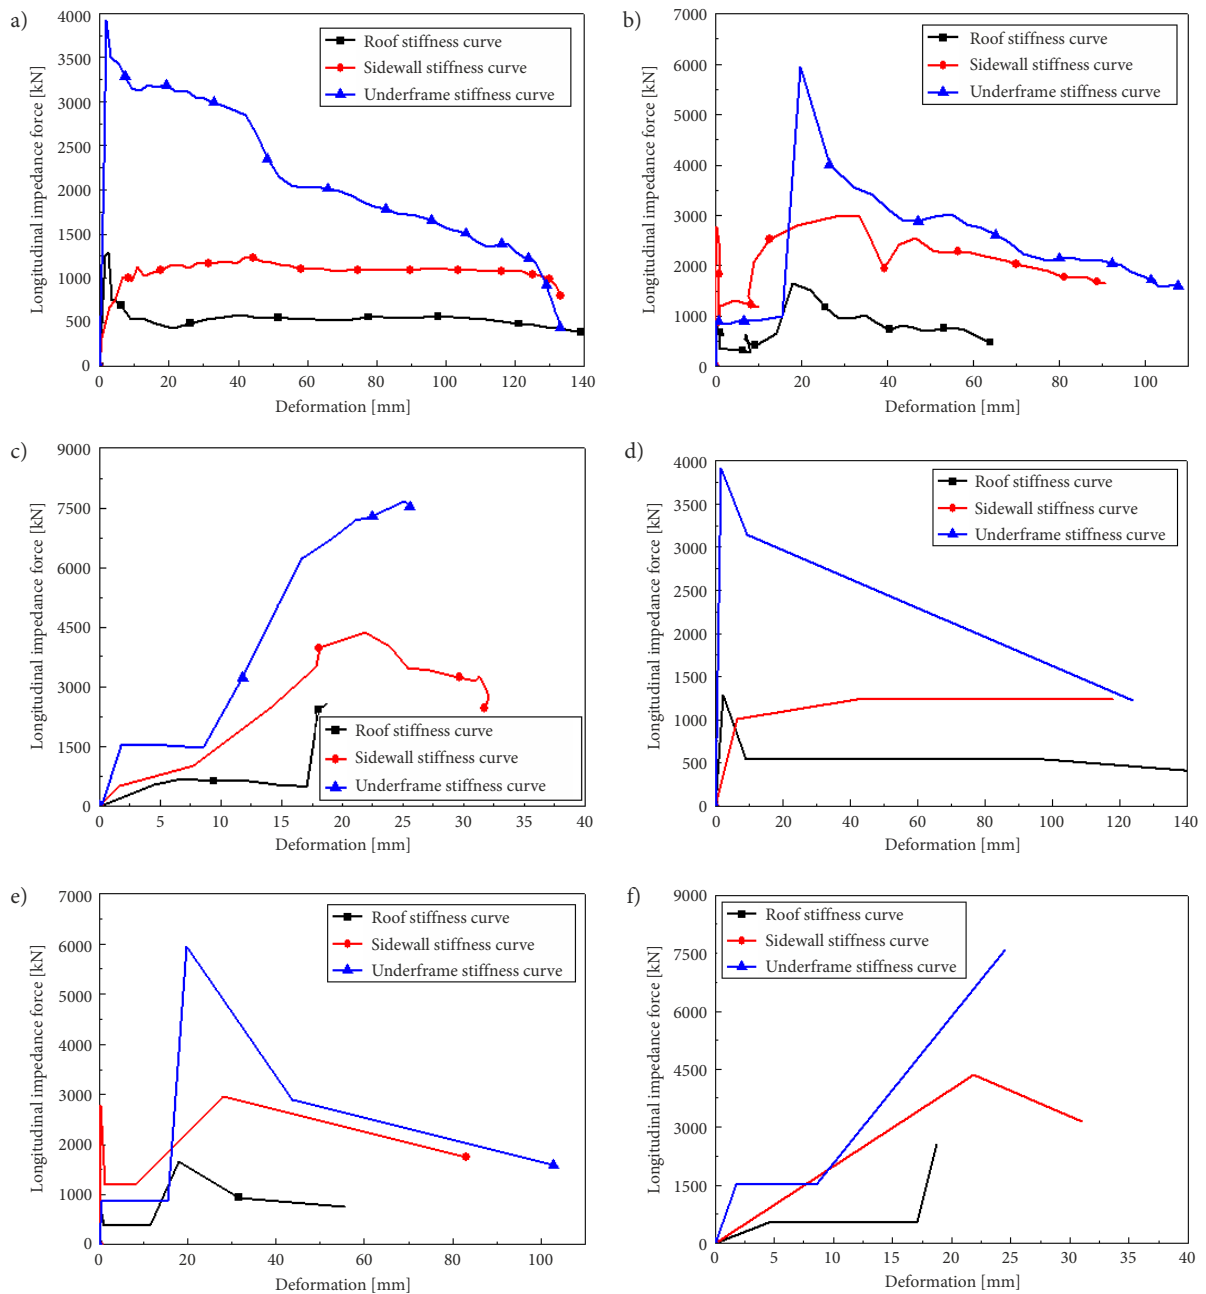 a)
Longitudinal impedance force [kN]
4000
3500
3000
2500
2000
1500
1000
500
0
Roof stiffness curve
Sidewall stiffness curve
Underframe stiffness curve
0 20 40 60 80 100 120 140
Deformation [mm]
b)
Longitudinal impedance force [kN]
7000
6000
5000
4000
3000
2000
1000
0
Roof stiffness curve
Sidewall stiffness curve
Underframe stiffness curve
0 20 40 60 80 100
Deformation [mm]
c)
Longitudinal impedance force [kN]
9000
7500
6000
4500
3000
1500
0
Roof stiffness curve
Sidewall stiffness curve
Underframe stiffness curve
0 5 10 15 20 25 30 35 40
Deformation [mm]
d)
Longitudinal impedance force [kN]
4000
3500
3000
2500
2000
1500
1000
500
0
Roof stiffness curve
Sidewall stiffness curve
Underframe stiffness curve
0 20 40 60 80 100 120 140
Deformation [mm]
e)
Longitudinal impedance force [kN]
7000
6000
5000
4000
3000
2000
1000
0
Roof stiffness curve
Sidewall stiffness curve
Underframe stiffness curve
0 20 40 60 80 100
Deformation [mm]
f)
Longitudinal impedance force [kN]
9000
7500
6000
4500
3000
1500
0
Roof stiffness curve
Sidewall stiffness curve
Underframe stiffness curve
0 5 10 15 20 25 30 35 40
Deformation [mm]